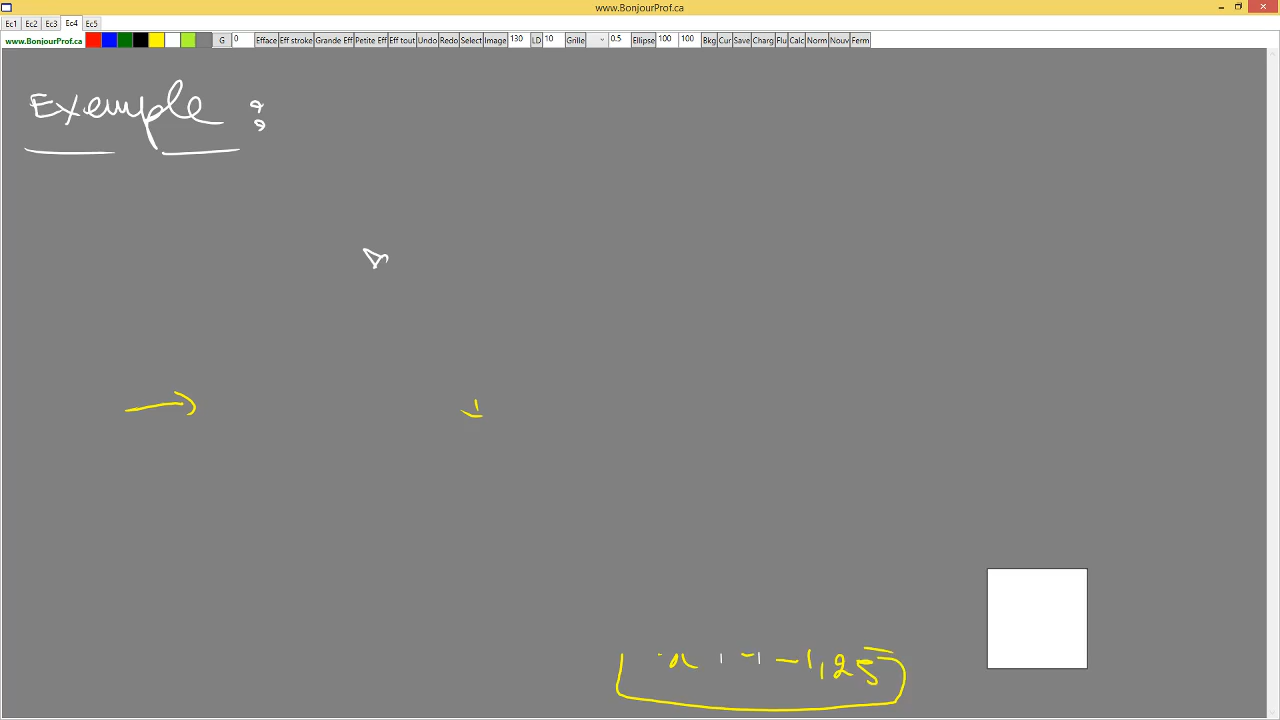 www.BonjourProf.ca
Ec1 Ec2 Ec3 Ec4 Ec5
www.BonjourProf.ca G 0 Efface Eff stroke Grande Eff Petite Eff Eff tout Undo Redo Select Image 130 LD 10 Grille 0.5 Ellipse 100 100 Bkg Cur Save Charg Flu Calc Norm Nouv Ferm
Exemple :
-1,25